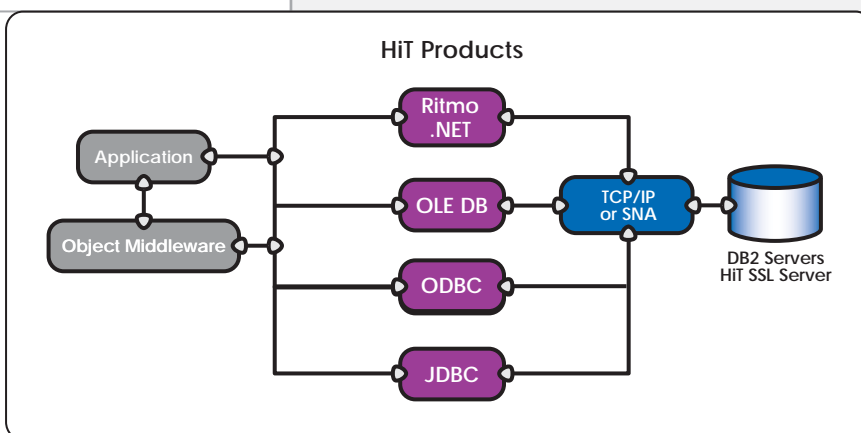 HiT Products
Ritmo
.NET
Application
OLE DB
TCP/IP
or SNA
Object Middleware
DB2 Servers
HiT SSL Server
ODBC
JDBC